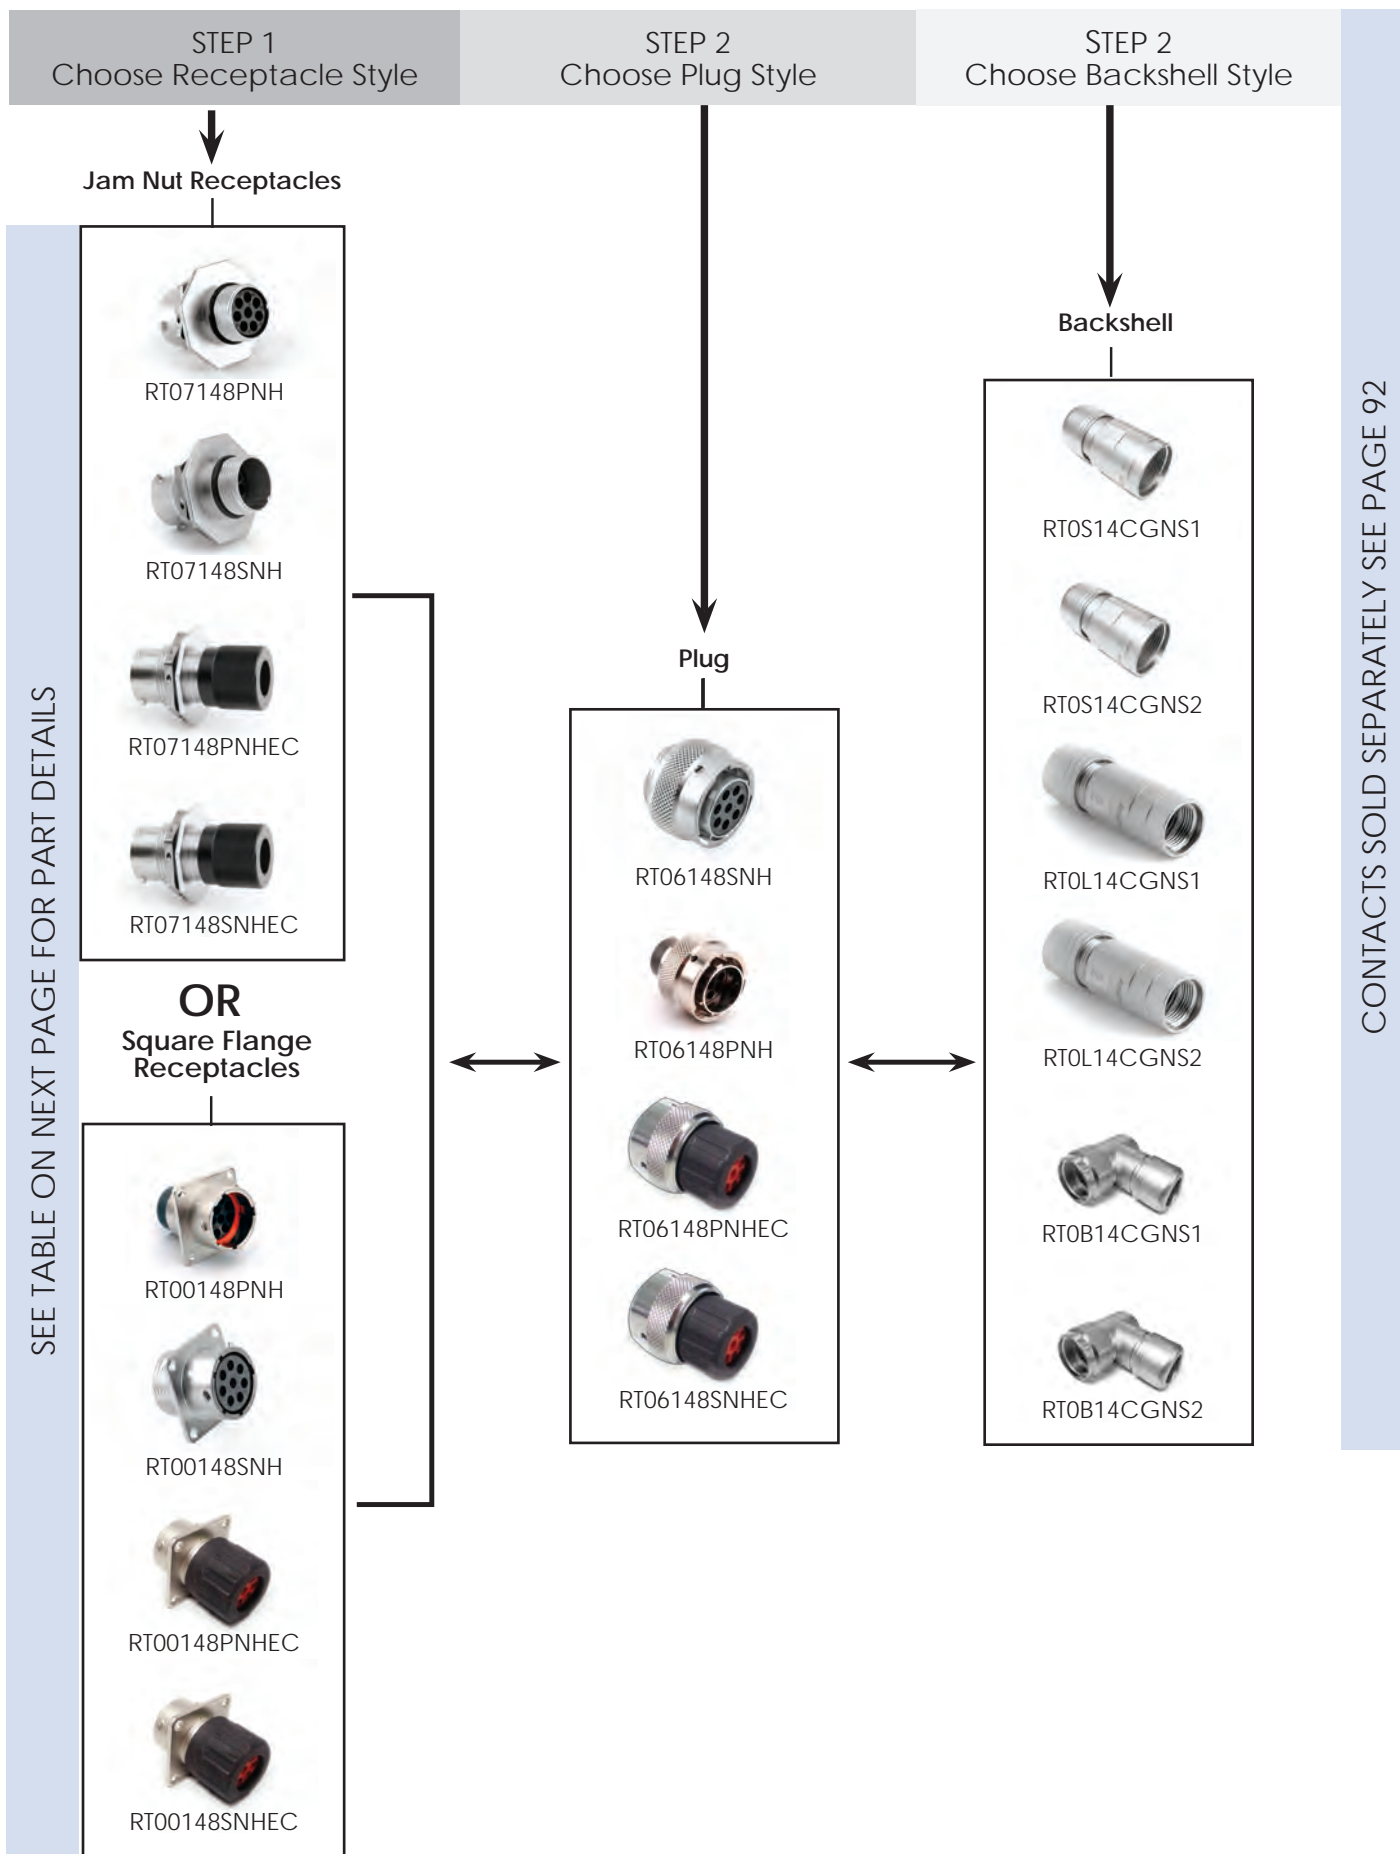 STEP 1
Choose Receptacle Style
STEP 2
Choose Plug Style
STEP 2
Choose Backshell Style
Jam Nut Receptacles
RT07148PNH
RT07148SNH
RT07148PNHEC
RT07148SNHEC
OR
Square Flange
Receptacles
RT00148PNH
RT00148SNH
RT00148PNHEC
RT00148SNHEC
Plug
RT06148SNH
RT06148PNH
RT06148PNHEC
RT06148SNHEC
Backshell
RT0S14CGNS1
RT0S14CGNS2
RT0L14CGNS1
RT0L14CGNS2
RT0B14CGNS1
RT0B14CGNS2
SEE TABLE ON NEXT PAGE FOR PART DETAILS
CONTACTS SOLD SEPARATELY SEE PAGE 92